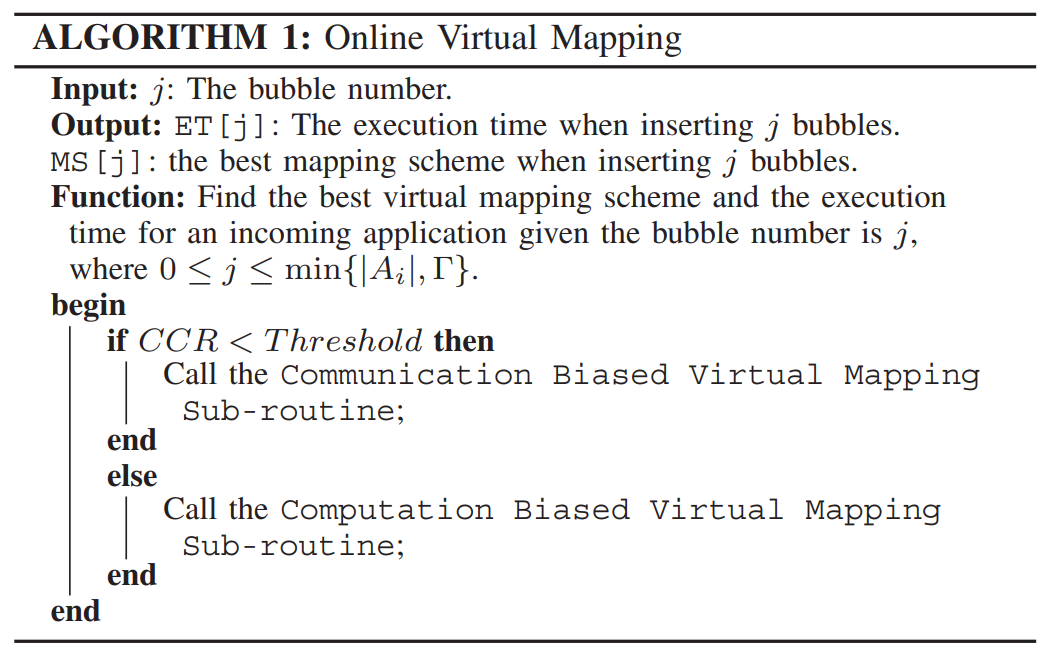 ALGORITHM 1: Online Virtual Mapping
Input: j: The bubble number.
Output: ET[j]: The execution time when inserting j bubbles.
MS[j]: the best mapping scheme when inserting j bubbles.
Function: Find the best virtual mapping scheme and the execution
time for an incoming application given the bubble number is j,
where 0 ≤ j ≤ min{|A_i|, Γ}.
begin
if CCR < Threshold then
Call the Communication Biased Virtual Mapping
Sub-routine;
end
else
Call the Computation Biased Virtual Mapping
Sub-routine;
end
end